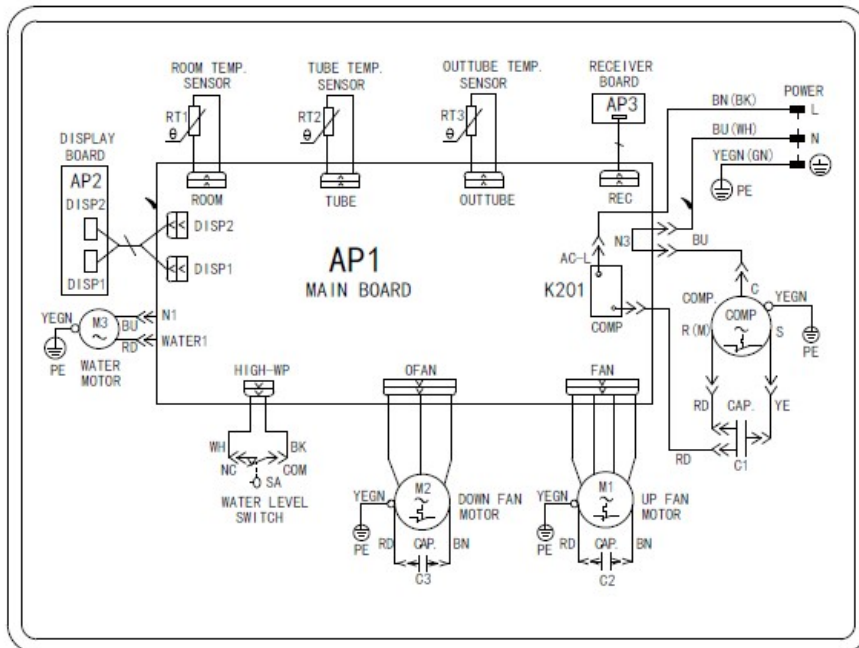 ROOM TEMP.
SENSOR
TUBE TEMP.
SENSOR
OUTTUBE TEMP.
SENSOR
RECEIVER
BOARD
POWER
RT1
θ
RT2
θ
RT3
θ
AP3
BN(BK)
L
BU(WH)
N
YEGN(GN)
PE
DISPLAY
BOARD
AP2
DISP2
DISP1
ROOM
TUBE
OUTTUBE
REC
DISP2
DISP1
AP1
MAIN BOARD
N3
BU
AC-L
K201
COMP
C
COMP.
COMP
YEGN
R(M)
S
PE
YEGN
M3
~
BU
RD
N1
WATER1
PE
WATER
MOTOR
HIGH-WP
OFAN
FAN
RD
CAP.
YE
RD
C1
WH
BK
NC
COM
SA
WATER LEVEL
SWITCH
YEGN
M2
~
DOWN FAN
MOTOR
PE
RD
CAP.
BN
C3
YEGN
M1
~
UP FAN
MOTOR
PE
RD
CAP.
BN
C2